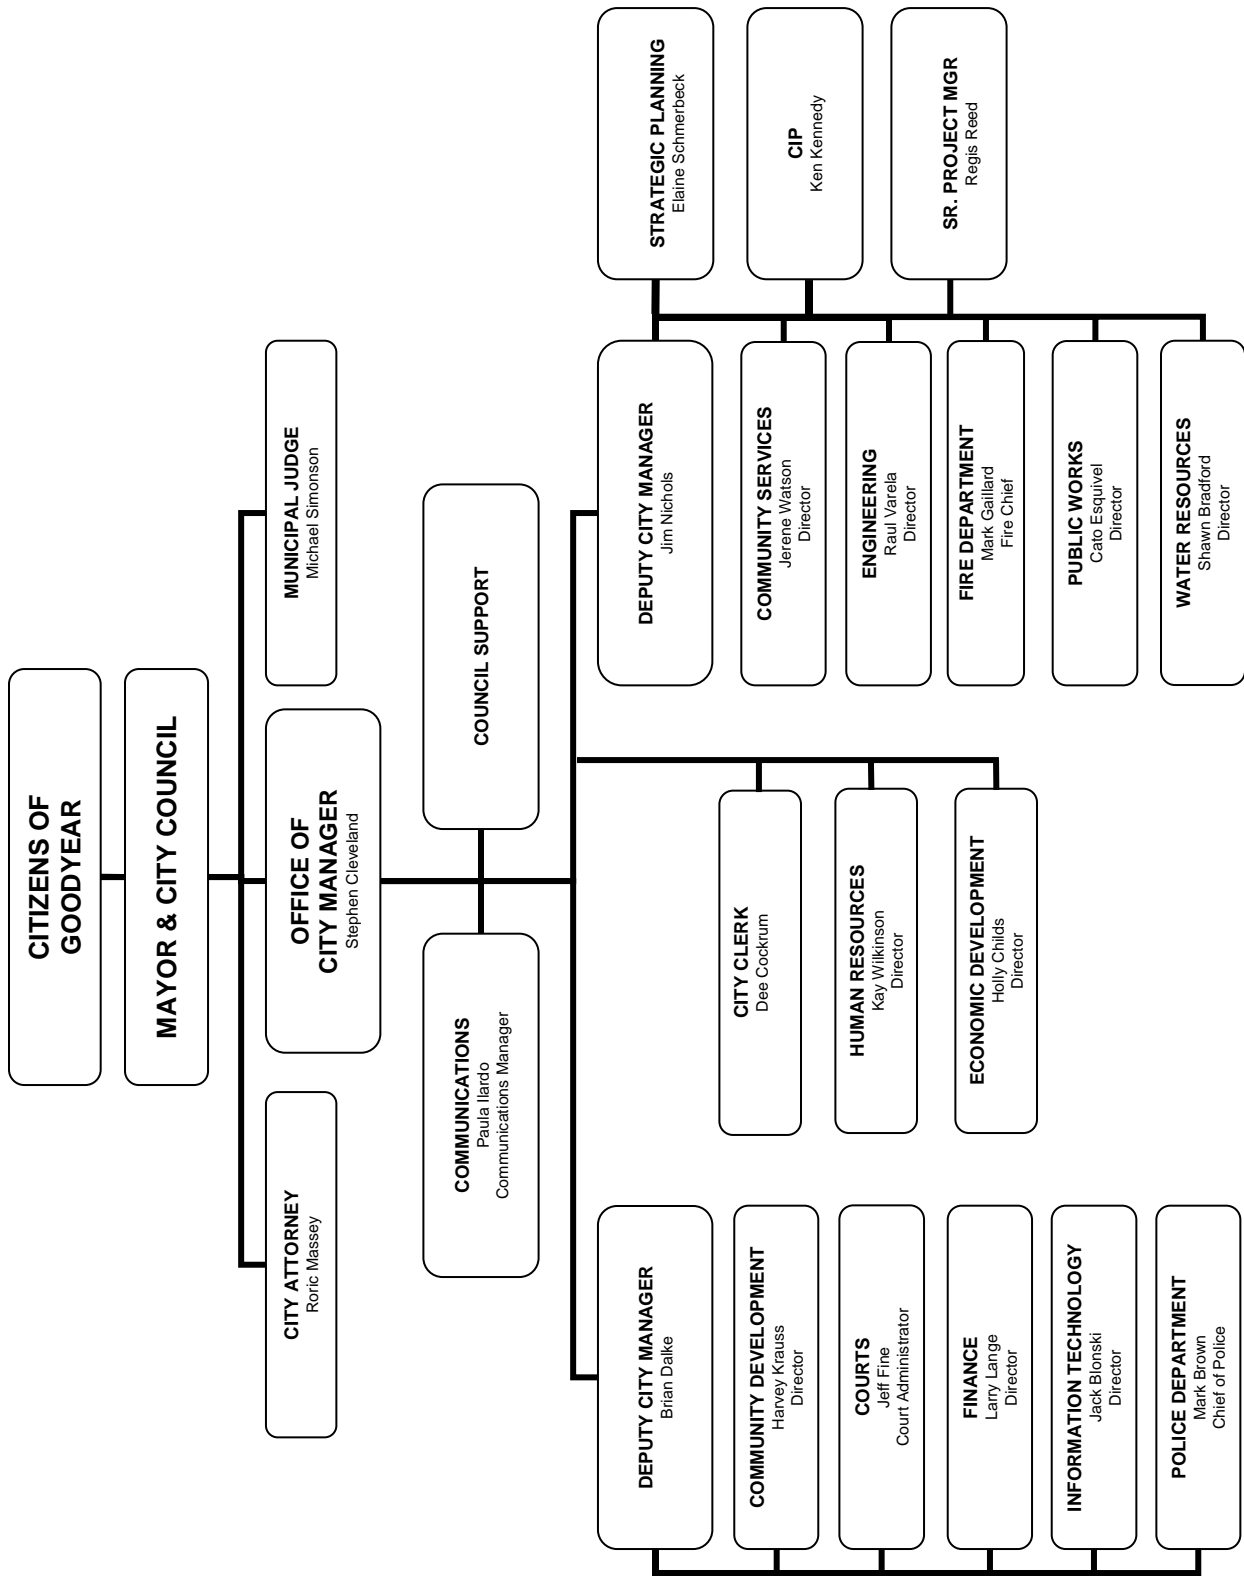 CITIZENS OF
GOODYEAR
MAYOR & CITY COUNCIL
CITY ATTORNEY
Roric Massey
OFFICE OF
CITY MANAGER
Stephen Cleveland
MUNICIPAL JUDGE
Michael Simonson
COMMUNICATIONS
Paula Ilardo
Communications Manager
COUNCIL SUPPORT
DEPUTY CITY MANAGER
Brian Dalke
COMMUNITY DEVELOPMENT
Harvey Krauss
Director
COURTS
Jeff Fine
Court Administrator
FINANCE
Larry Lange
Director
INFORMATION TECHNOLOGY
Jack Blonski
Director
POLICE DEPARTMENT
Mark Brown
Chief of Police
CITY CLERK
Dee Cockrum
HUMAN RESOURCES
Kay Wilkinson
Director
ECONOMIC DEVELOPMENT
Holly Childs
Director
DEPUTY CITY MANAGER
Jim Nichols
COMMUNITY SERVICES
Jerene Watson
Director
ENGINEERING
Raul Varela
Director
FIRE DEPARTMENT
Mark Gaillard
Fire Chief
PUBLIC WORKS
Cato Esquivel
Director
WATER RESOURCES
Shawn Bradford
Director
STRATEGIC PLANNING
Elaine Schmerbeck
CIP
Ken Kennedy
SR. PROJECT MGR
Regis Reed